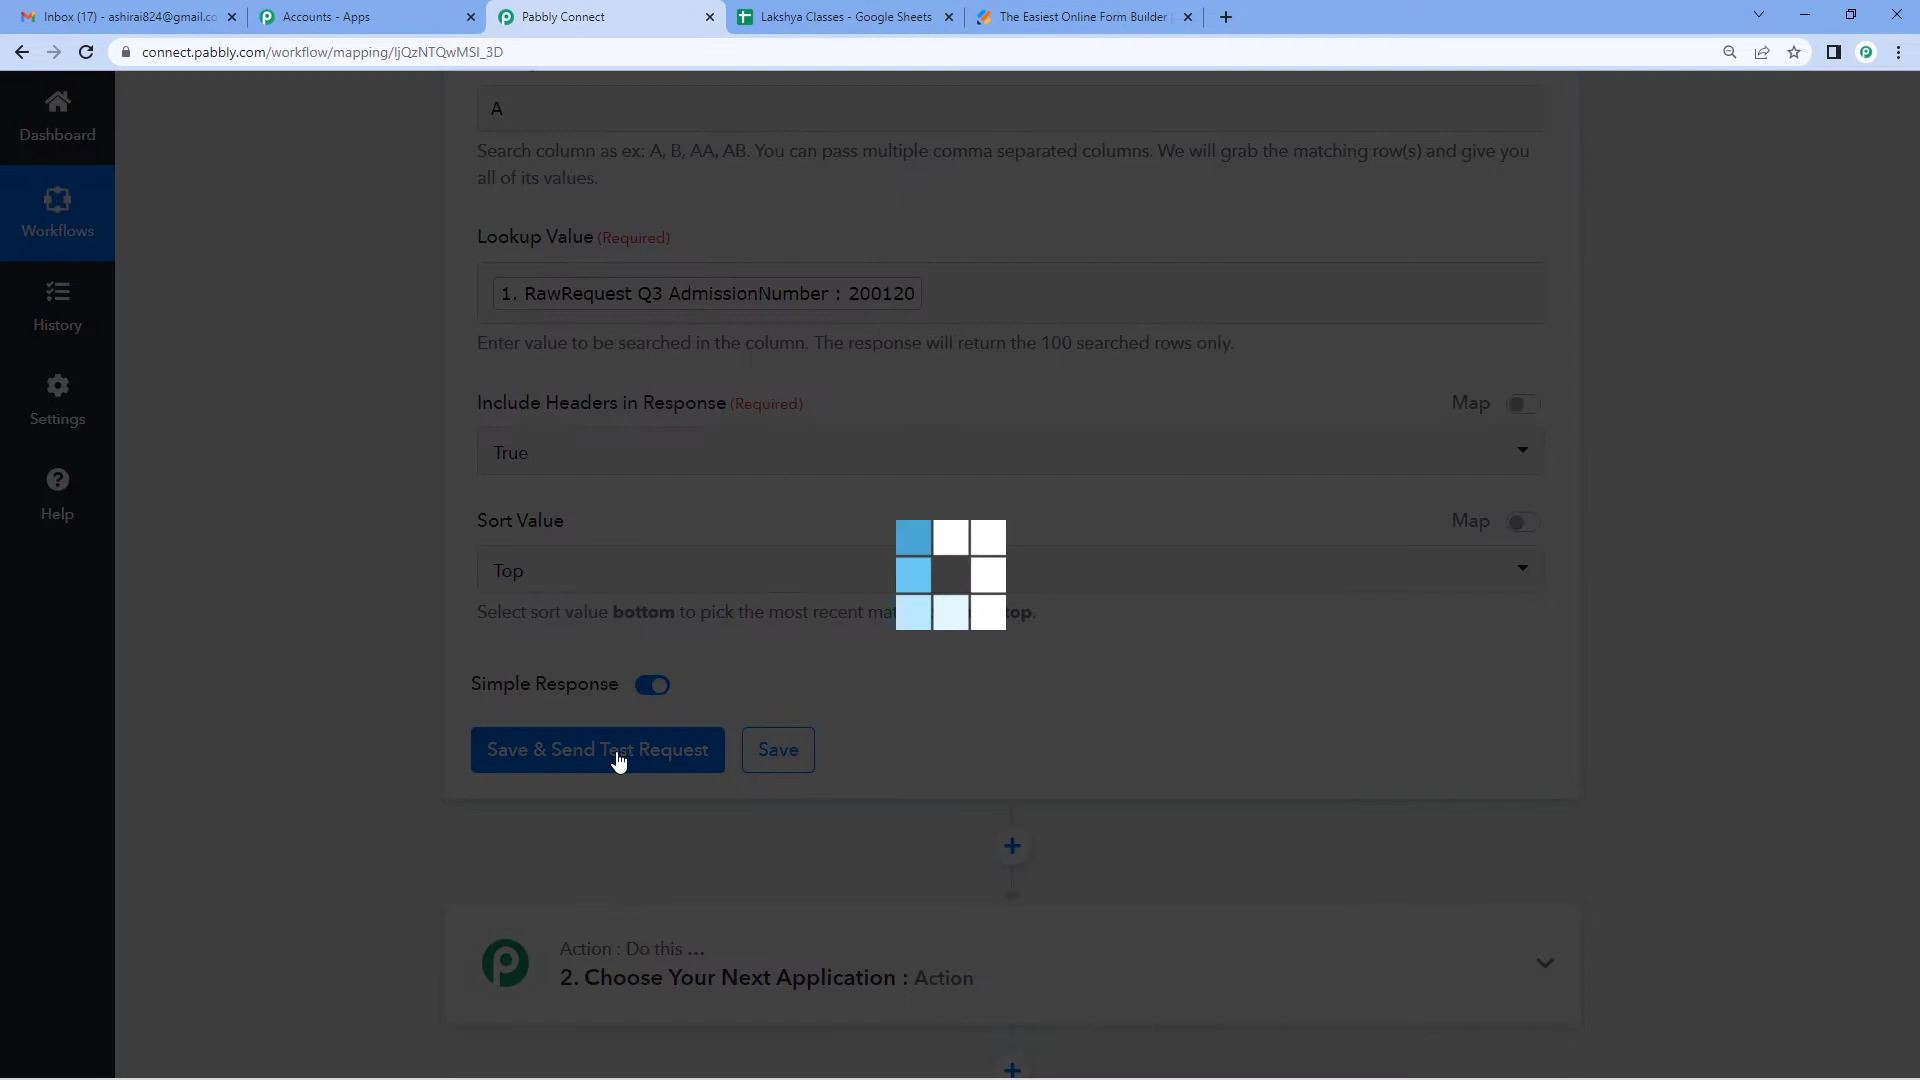 Inbox (17) - ashirai824@gmail.co
Accounts - Apps
Pabbly Connect
Lakshya Classes - Google Sheets
The Easiest Online Form Builder
connect.pabbly.com/workflow/mapping/IjQzNTQwMSI_3D
Dashboard
Workflows
History
Settings
Help
A
Search column as ex: A, B, AA, AB. You can pass multiple comma separated columns. We will grab the matching row(s) and give you
all of its values.
Lookup Value (Required)
1. RawRequest Q3 AdmissionNumber : 200120
Enter value to be searched in the column. The response will return the 100 searched rows only.
Include Headers in Response (Required)
Map
True
Sort Value
Map
Top
Select sort value bottom to pick the most recent top.
Simple Response
Save & Send Test Request
Save
Action : Do this ...
2. Choose Your Next Application : Action